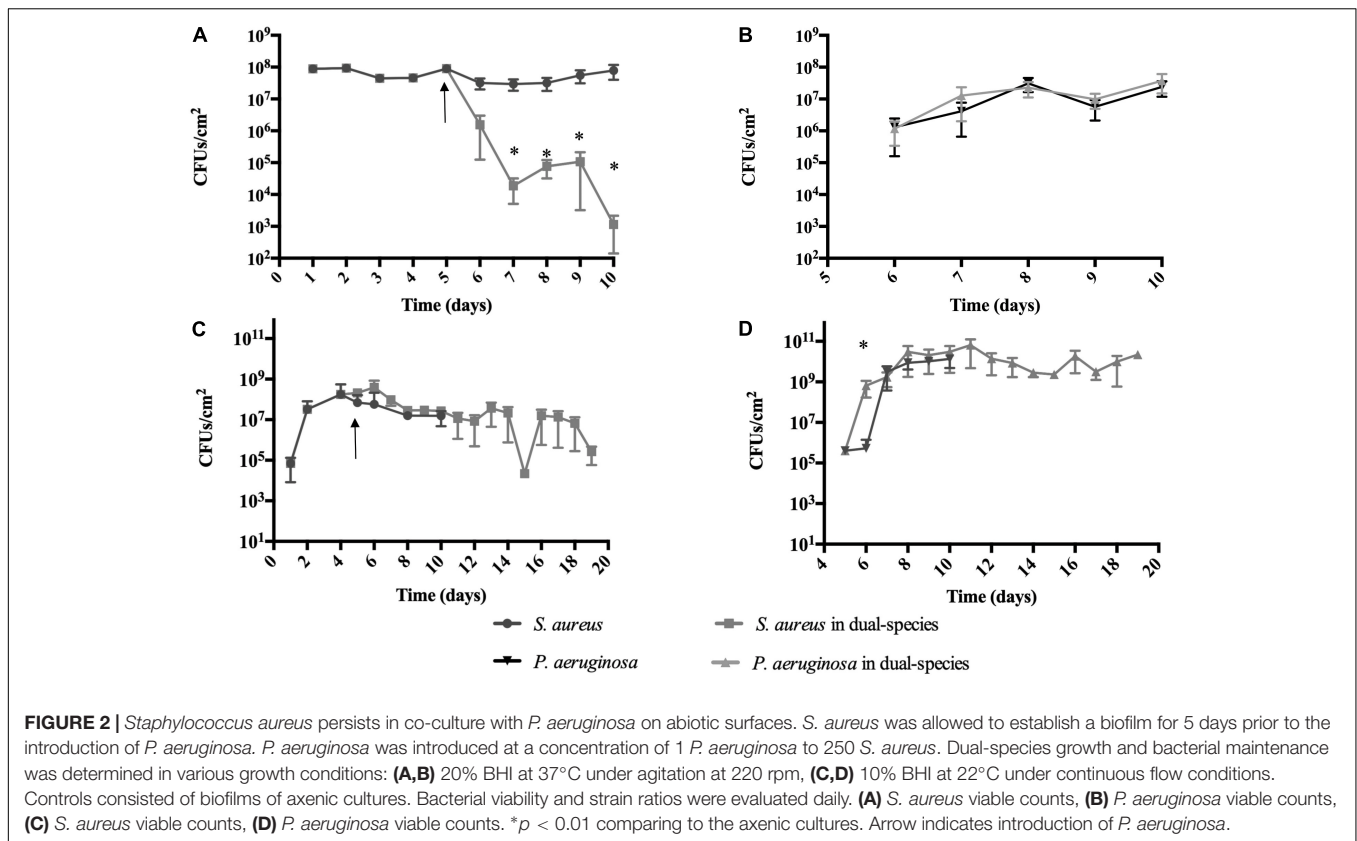 A
10⁹
10⁸
10⁷
10⁶
10⁵
10⁴
10³
10²
CFUs/cm²
* * * *
0 1 2 3 4 5 6 7 8 9 10
Time (days)
B
10⁹
10⁸
10⁷
10⁶
10⁵
10⁴
10³
10²
CFUs/cm²
5 6 7 8 9 10
Time (days)
C
10¹¹
10⁹
10⁷
10⁵
10³
10¹
CFUs/cm²
0 2 4 6 8 10 12 14 16 18 20
Time (days)
D
10¹¹
10⁹
10⁷
10⁵
10³
10¹
CFUs/cm²
*
4 6 8 10 12 14 16 18 20
Time (days)
S. aureus
S. aureus in dual-species
P. aeruginosa
P. aeruginosa in dual-species
FIGURE 2 | Staphylococcus aureus persists in co-culture with P. aeruginosa on abiotic surfaces. S. aureus was allowed to establish a biofilm for 5 days prior to the
introduction of P. aeruginosa. P. aeruginosa was introduced at a concentration of 1 P. aeruginosa to 250 S. aureus. Dual-species growth and bacterial maintenance
was determined in various growth conditions: (A,B) 20% BHI at 37°C under agitation at 220 rpm, (C,D) 10% BHI at 22°C under continuous flow conditions.
Controls consisted of biofilms of axenic cultures. Bacterial viability and strain ratios were evaluated daily. (A) S. aureus viable counts, (B) P. aeruginosa viable counts,
(C) S. aureus viable counts, (D) P. aeruginosa viable counts. *p < 0.01 comparing to the axenic cultures. Arrow indicates introduction of P. aeruginosa.